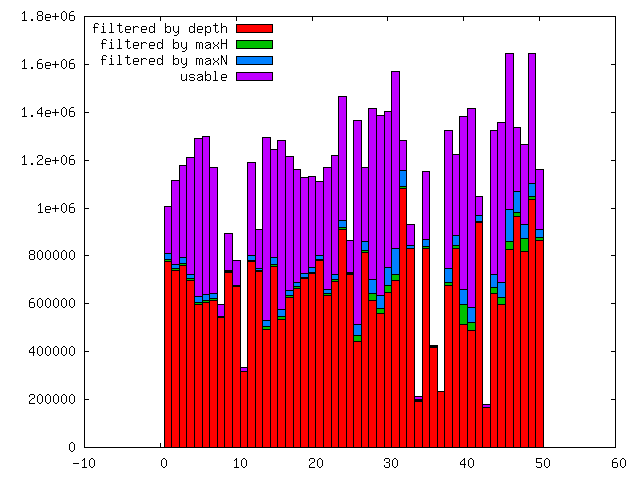 1.8e+06
1.6e+06
1.4e+06
1.2e+06
1e+06
800000
600000
400000
200000
0
filtered by depth
filtered by maxH
filtered by maxN
usable
-10 0 10 20 30 40 50 60